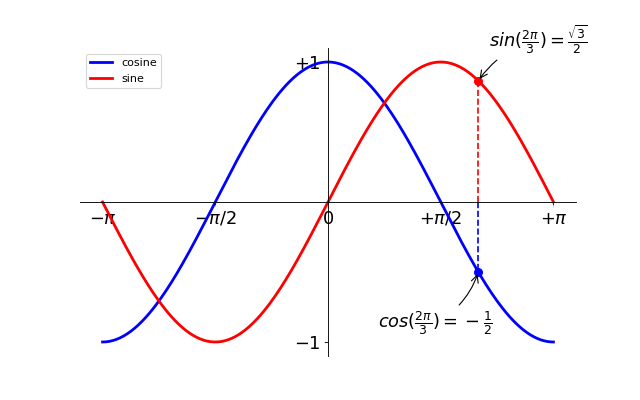 sin(2π/3) = √3/2
cosine
sine
+1
−π
−π/2
0
+π/2
+π
cos(2π/3) = −1/2
−1